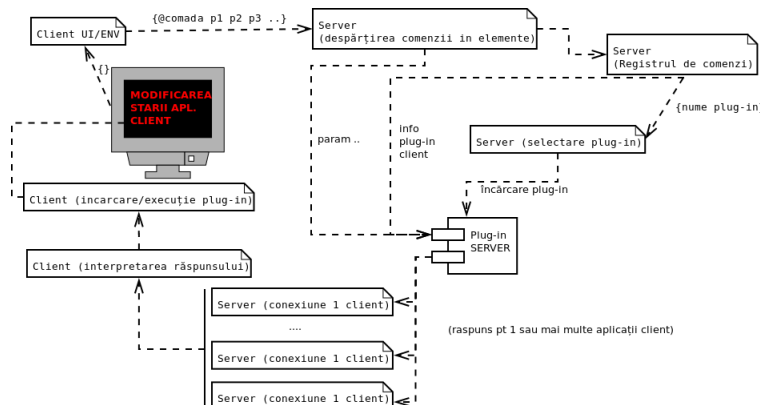 {@comada p1 p2 p3 ..}
Client UI/ENV
Server
(despărțirea comenzii in elemente)
Server
(Registrul de comenzi)
{}
MODIFICAREA
STARII APL.
CLIENT
{nume plug-in}
param ..
info
plug-in
client
Server (selectare plug-in)
încărcare plug-in
Client (incarcare/execuție plug-in)
Plug-in
SERVER
Client (interpretarea răspunsului)
Server (conexiune 1 client)
....
(raspuns pt 1 sau mai multe aplicații client)
Server (conexiune 1 client)
Server (conexiune 1 client)